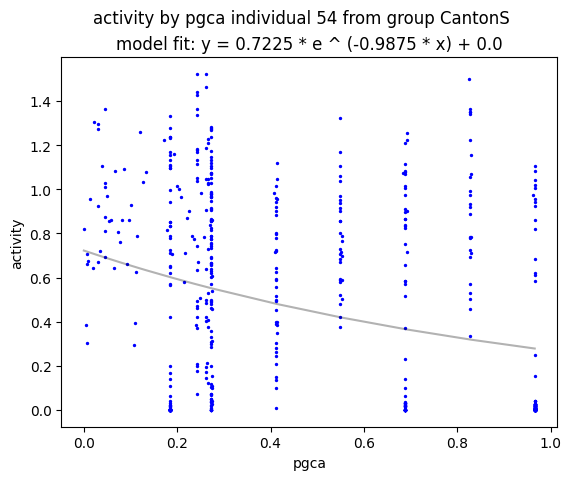 activity by pgca individual 54 from group CantonS
model fit: y = 0.7225 * e ^ (-0.9875 * x) + 0.0
1.4
1.2
1.0
0.8
0.6
0.4
0.2
0.0
activity
0.0 0.2 0.4 0.6 0.8 1.0
pgca